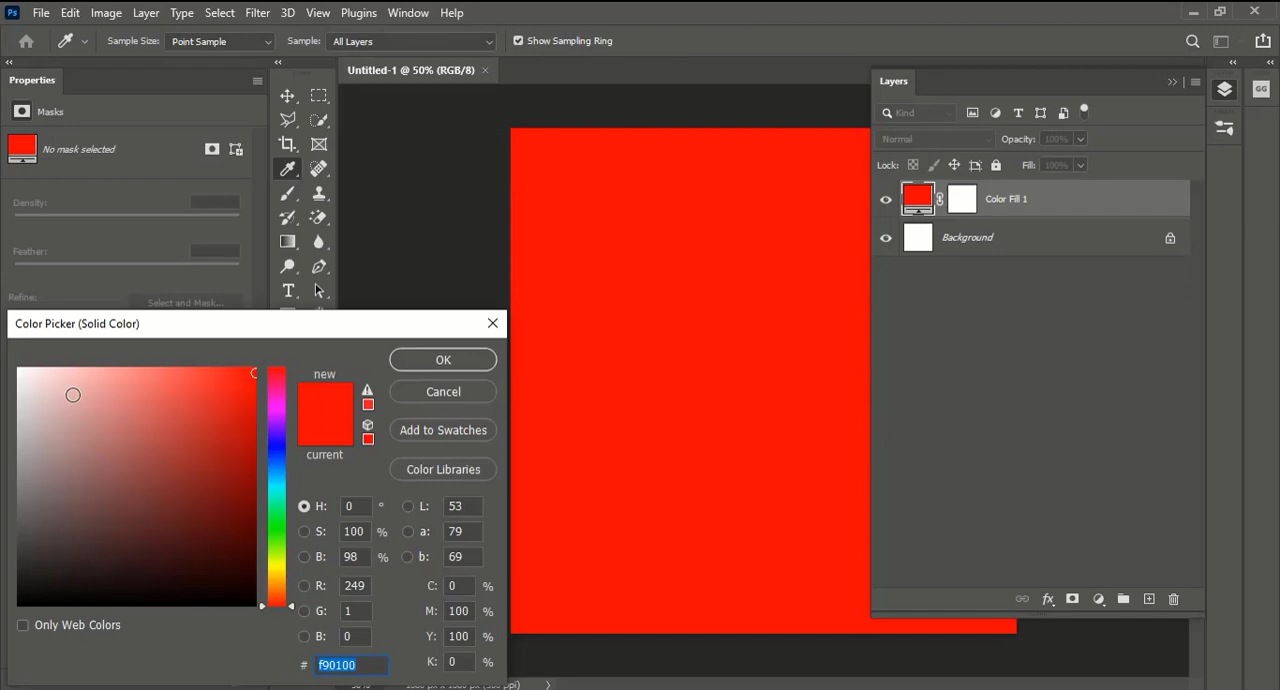 Ps File Edit Image Layer Type Select Filter 3D View Plugins Window Help
Sample Size: Point Sample Sample: All Layers Show Sampling Ring
Properties
Untitled-1 @ 50% (RGB/8) ×
Layers
Masks
GG
Kind
No mask selected
Normal Opacity: 100%
Lock: Fill: 100%
Density:
Color Fill 1
Background
Feather:
Refine: Select and Mask...
Color Picker (Solid Color)
new
OK
Cancel
Add to Swatches
current
Color Libraries
H: 0 ° L: 53
S: 100 % a: 79
B: 98 % b: 69
R: 249 C: 0 %
G: 1 M: 100 %
Only Web Colors
B: 0 Y: 100 %
# f90100 K: 0 %
fx